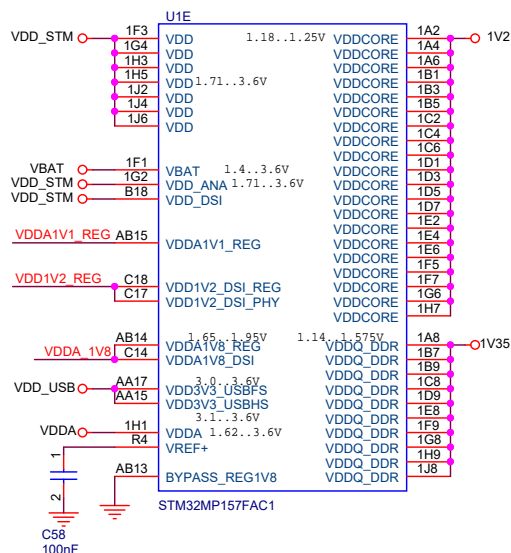 U1E
VDD_STM 1F3 VDD 1.18..1.25V VDDCORE 1A2 1V2
1G4 VDD VDDCORE 1A4
1H3 VDD VDDCORE 1A6
1H5 VDD 1.71..3.6V VDDCORE 1B1
1J2 VDD VDDCORE 1B3
1J4 VDD VDDCORE 1B5
1J6 VDD VDDCORE 1C2
VDDCORE 1C4
VDDCORE 1C6
VBAT 1F1 VBAT 1.4..3.6V VDDCORE 1D1
VDD_STM 1G2 VDD_ANA 1.71..3.6V VDDCORE 1D3
VDD_STM B18 VDD_DSI VDDCORE 1D5
VDDCORE 1D7
VDDCORE 1E2
VDDA1V1_REG AB15 VDDA1V1_REG VDDCORE 1E4
VDDCORE 1E6
VDDCORE 1F5
VDD1V2_REG C18 VDD1V2_DSI_REG VDDCORE 1F7
C17 VDD1V2_DSI_PHY VDDCORE 1G6
VDDCORE 1H7
1.65..1.95V 1.14..1.575V
AB14 VDDA1V8_REG VDDQ_DDR 1A8 1V35
VDDA_1V8 C14 VDDA1V8_DSI VDDQ_DDR 1B7
3.0..3.6V VDDQ_DDR 1B9
VDD_USB AA17 VDD3V3_USBFS VDDQ_DDR 1C8
AA15 VDD3V3_USBHS VDDQ_DDR 1D9
3.1..3.6V VDDQ_DDR 1E8
VDDA 1H1 VDDA 1.62..3.6V VDDQ_DDR 1F9
R4 VREF+ VDDQ_DDR 1G8
VDDQ_DDR 1H9
AB13 BYPASS_REG1V8 VDDQ_DDR 1J8
1
2
STM32MP157FAC1
C58
100nF